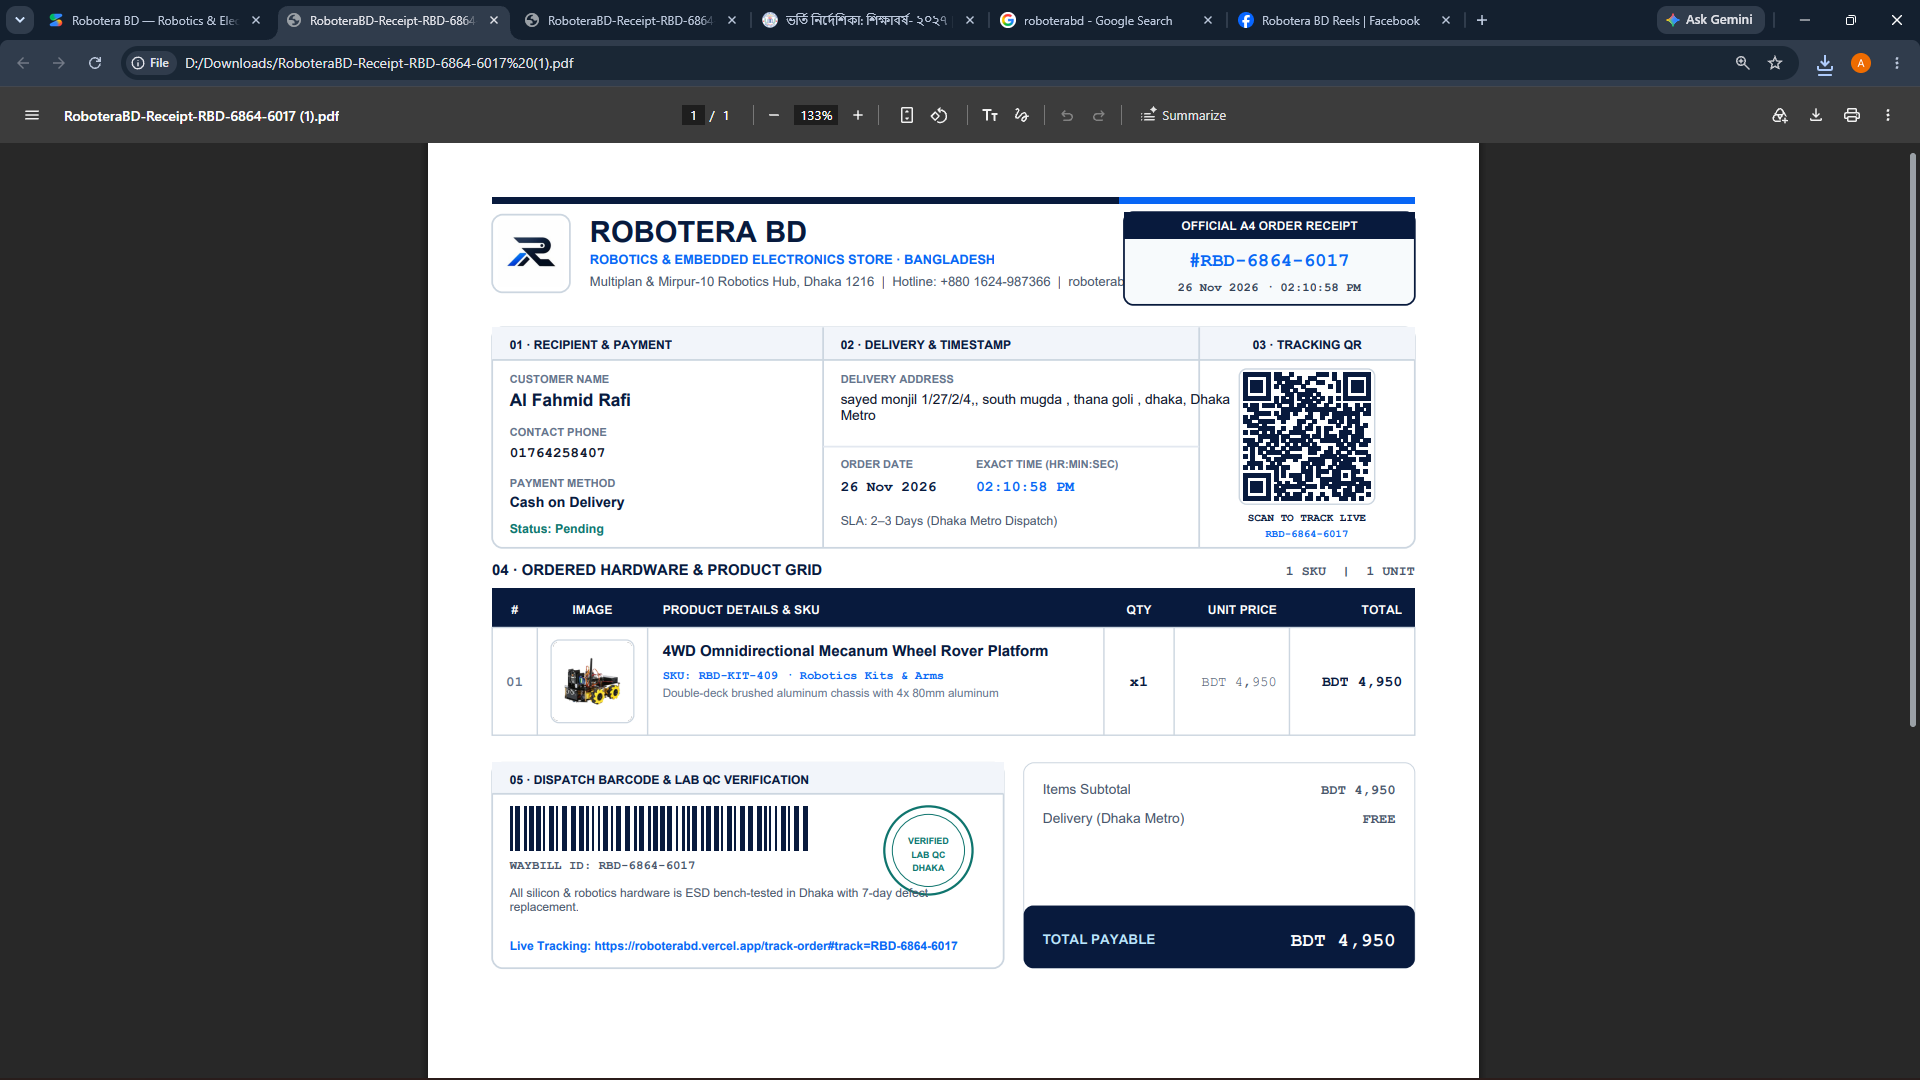 Robotera BD — Robotics & Ele
RoboteraBD-Receipt-RBD-6864
RoboteraBD-Receipt-RBD-6864
ভর্তি নির্দেশিকা: শিক্ষাবর্ষ- ২০২৭
roboterabd - Google Search
Robotera BD Reels | Facebook
Ask Gemini
File
D:/Downloads/RoboteraBD-Receipt-RBD-6864-6017%20(1).pdf
A
RoboteraBD-Receipt-RBD-6864-6017 (1).pdf
1 / 1
133%
Summarize
ROBOTERA BD
ROBOTICS & EMBEDDED ELECTRONICS STORE · BANGLADESH
Multiplan & Mirpur-10 Robotics Hub, Dhaka 1216 | Hotline: +880 1624-987366 | roboterab
OFFICIAL A4 ORDER RECEIPT
#RBD-6864-6017
26 Nov 2026 · 02:10:58 PM
01 · RECIPIENT & PAYMENT
CUSTOMER NAME
Al Fahmid Rafi
CONTACT PHONE
01764258407
PAYMENT METHOD
Cash on Delivery
Status: Pending
02 · DELIVERY & TIMESTAMP
DELIVERY ADDRESS
sayed monjil 1/27/2/4,, south mugda , thana goli , dhaka, Dhaka
Metro
ORDER DATE
26 Nov 2026
EXACT TIME (HR:MIN:SEC)
02:10:58 PM
SLA: 2–3 Days (Dhaka Metro Dispatch)
03 · TRACKING QR
SCAN TO TRACK LIVE
RBD-6864-6017
04 · ORDERED HARDWARE & PRODUCT GRID
1 SKU | 1 UNIT
# IMAGE PRODUCT DETAILS & SKU QTY UNIT PRICE TOTAL
01
4WD Omnidirectional Mecanum Wheel Rover Platform
SKU: RBD-KIT-409 · Robotics Kits & Arms
Double-deck brushed aluminum chassis with 4x 80mm aluminum
x1
BDT 4,950
BDT 4,950
05 · DISPATCH BARCODE & LAB QC VERIFICATION
WAYBILL ID: RBD-6864-6017
VERIFIED
LAB QC
DHAKA
All silicon & robotics hardware is ESD bench-tested in Dhaka with 7-day defect
replacement.
Live Tracking: https://roboterabd.vercel.app/track-order#track=RBD-6864-6017
Items Subtotal BDT 4,950
Delivery (Dhaka Metro) FREE
TOTAL PAYABLE BDT 4,950